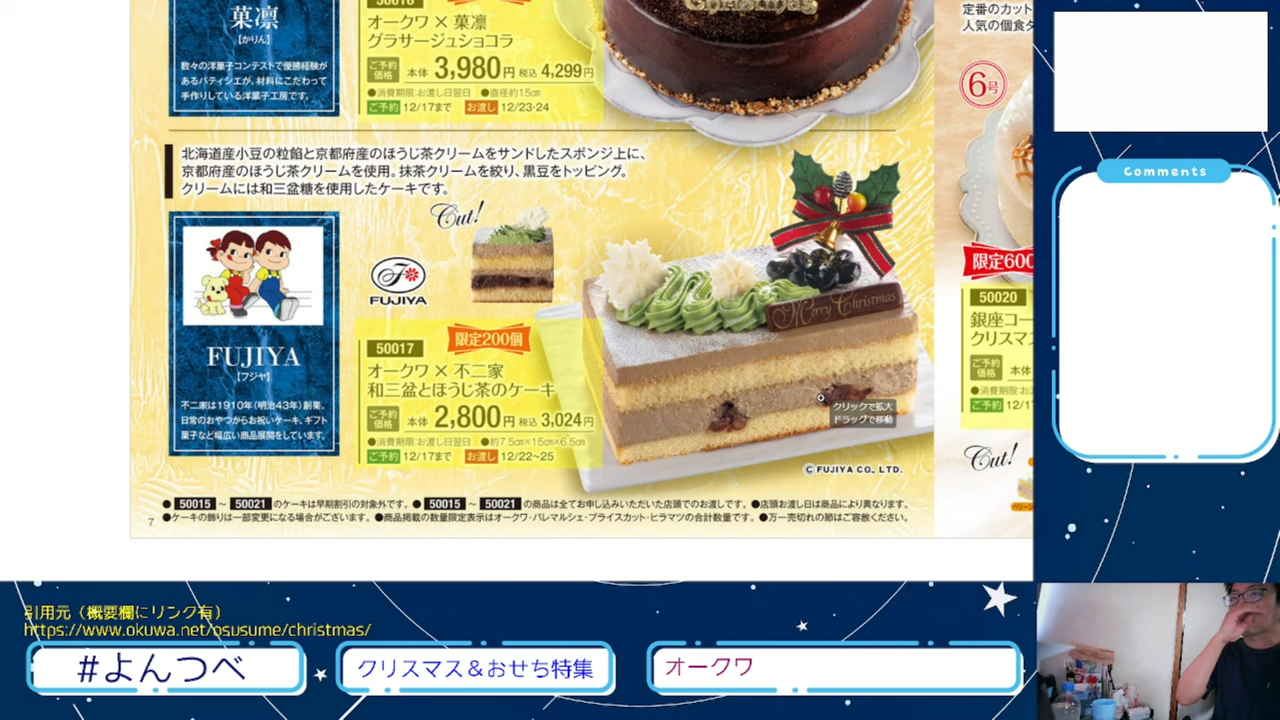 菓凛
【かりん】
数々の洋菓子コンテストで優勝経験が
あるパティシエが、材料にこだわって
手作りしている洋菓子工房です。
オークワ×菓凛
グラサージュショコラ
ご予約価格 本体 3,980円 税込 4,299円
●消費期限:お渡し日翌日 ●直径約15cm
ご予約 12/17まで お渡し 12/23・24
Christmas
定番のカット
人気の個食タ
6号
北海道産小豆の粒餡と京都府産のほうじ茶クリームをサンドしたスポンジ上に、
京都府産のほうじ茶クリームを使用。抹茶クリームを絞り、黒豆をトッピング。
クリームには和三盆糖を使用したケーキです。
Cut!
FUJIYA
FUJIYA
【フジヤ】
不二家は1910年(明治43年)創業。
日常のおやつからお祝いケーキ、ギフト
菓子など幅広い商品展開をしています。
50017
限定200個
オークワ×不二家
和三盆とほうじ茶のケーキ
ご予約価格 本体 2,800円 税込 3,024円
●消費期限:お渡し日翌日 ●約7.5cm×15cm×6.5cm
ご予約 12/17まで お渡し 12/22~25
Merry Christmas
クリックで拡大
ドラッグで移動
©FUJIYA CO., LTD.
限定600
50020
銀座コー
クリスマス
ご予約価格 本体
●消費期限:お
ご予約 12/1
Cut!
●50015~50021のケーキは早期割引の対象外です。●50015~50021の商品は全てお申し込みいただいた店頭でのお渡しです。●店頭お渡し日は商品により異なります。
●ケーキの飾りは一部変更になる場合がございます。●商品掲載の数量限定表示はオークワ・パレマルシェ・プライスカット・ヒラマツの合計数量です。●万一売切れの節はご容赦ください。
7
Comments
引用元(概要欄にリンク有)
https://www.okuwa.net/osusume/christmas/
#よんつべ
クリスマス&おせち特集
オークワ